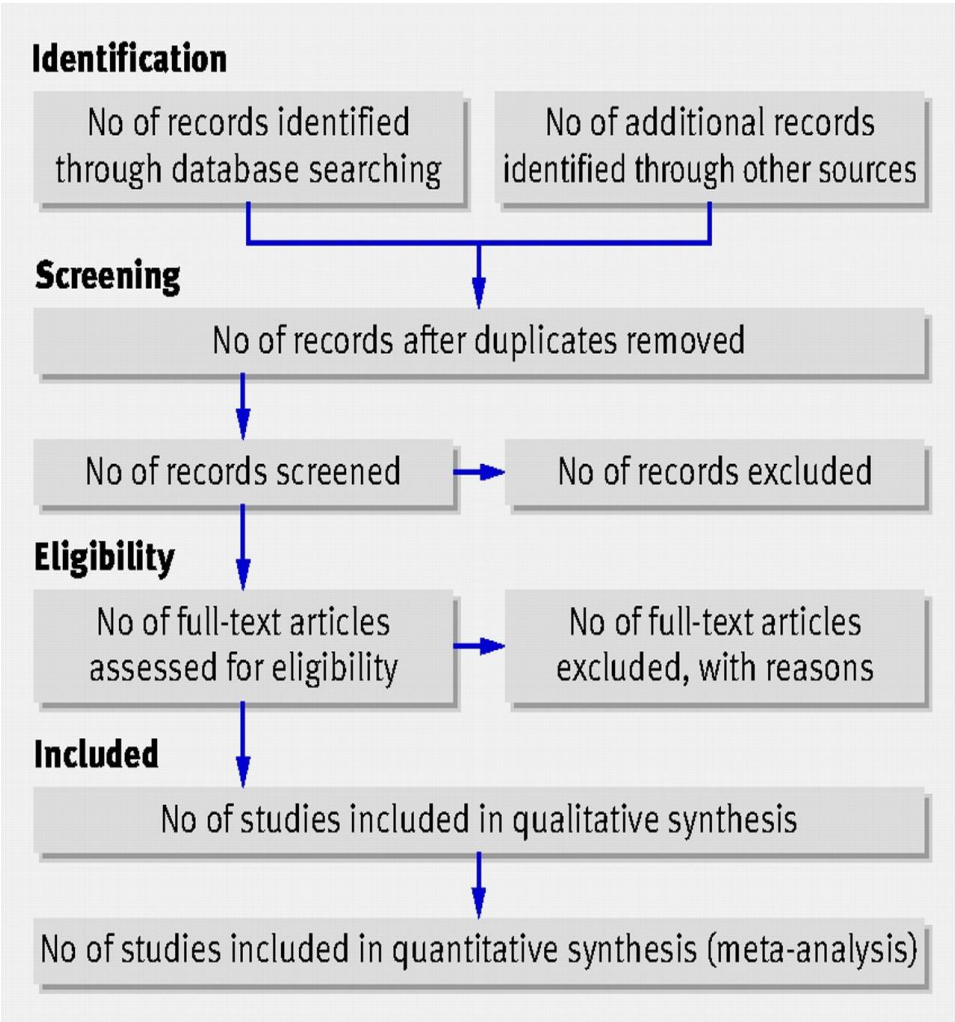 Identification
No of records identified
through database searching
No of additional records
identified through other sources
Screening
No of records after duplicates removed
No of records screened
No of records excluded
Eligibility
No of full-text articles
assessed for eligibility
No of full-text articles
excluded, with reasons
Included
No of studies included in qualitative synthesis
No of studies included in quantitative synthesis (meta-analysis)